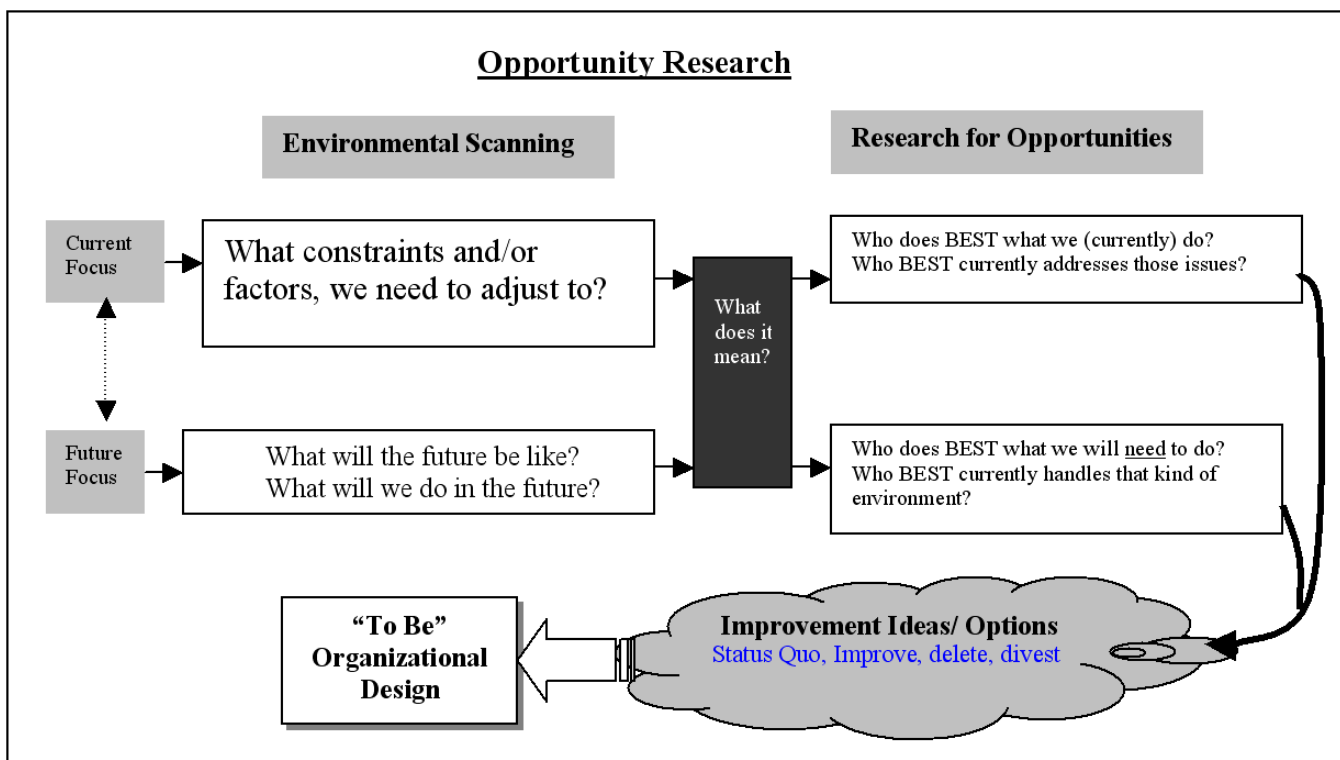 Opportunity Research
Environmental Scanning
Research for Opportunities
Current
Focus
What constraints and/or
factors, we need to adjust to?
What
does it
mean?
Who does BEST what we (currently) do?
Who BEST currently addresses those issues?
Future
Focus
What will the future be like?
What will we do in the future?
Who does BEST what we will need to do?
Who BEST currently handles that kind of
environment?
“To Be”
Organizational
Design
Improvement Ideas/ Options
Status Quo, Improve, delete, divest